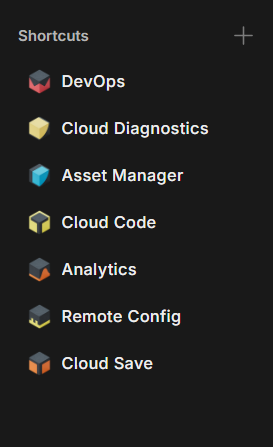 Shortcuts
DevOps
Cloud Diagnostics
Asset Manager
Cloud Code
Analytics
Remote Config
Cloud Save